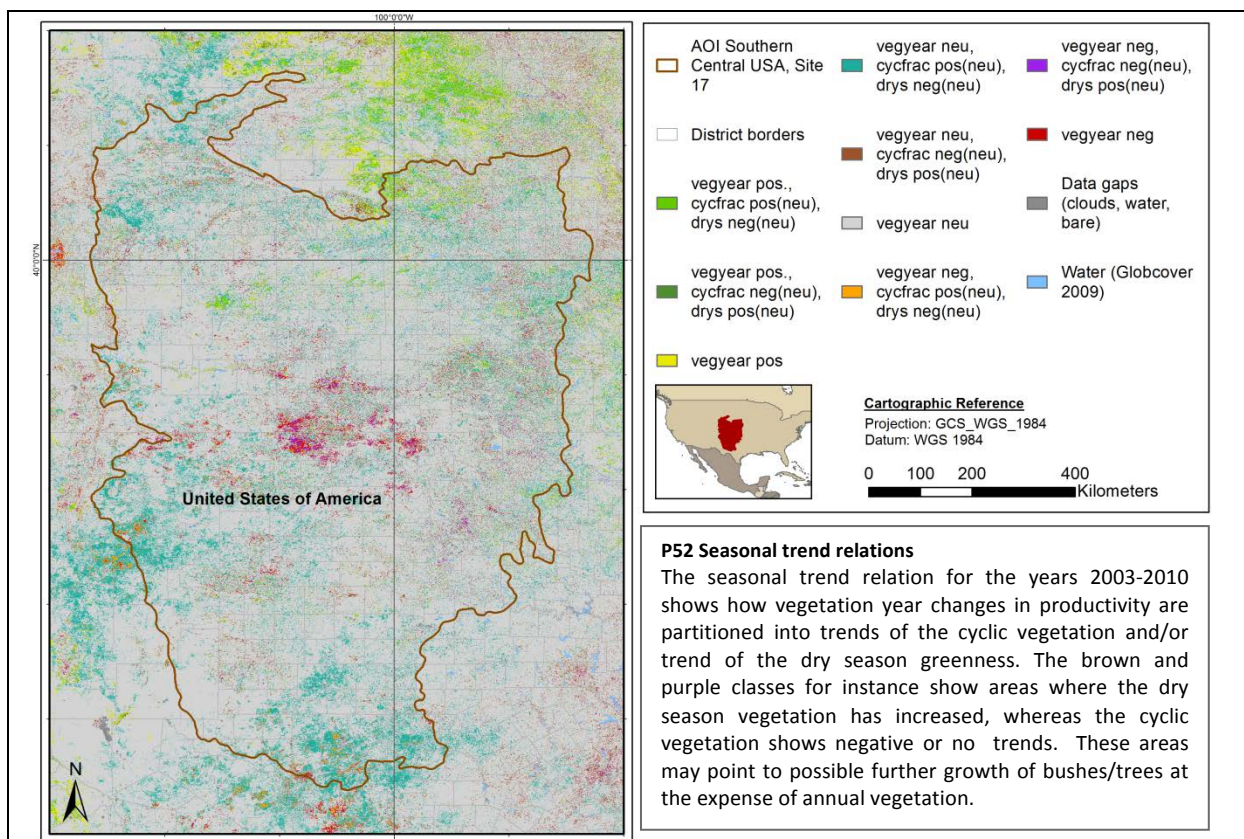 100°0'0"W
40°0'0"N
40°0'0"N
United States of America
N
AOI Southern
Central USA, Site
17
District borders
vegyear pos.,
cycfrac pos(neu),
drys neg(neu)
vegyear pos.,
cycfrac neg(neu),
drys pos(neu)
vegyear pos
vegyear neu,
cycfrac pos(neu),
drys neg(neu)
vegyear neu,
cycfrac neg(neu),
drys pos(neu)
vegyear neu
vegyear neg,
cycfrac pos(neu),
drys neg(neu)
vegyear neg,
cycfrac neg(neu),
drys pos(neu)
vegyear neg
Data gaps
(clouds, water,
bare)
Water (Globcover
2009)
Cartographic Reference
Projection: GCS_WGS_1984
Datum: WGS 1984
0 100 200 400
Kilometers
P52 Seasonal trend relations
The seasonal trend relation for the years 2003-2010
shows how vegetation year changes in productivity are
partitioned into trends of the cyclic vegetation and/or
trend of the dry season greenness. The brown and
purple classes for instance show areas where the dry
season vegetation has increased, whereas the cyclic
vegetation shows negative or no trends. These areas
may point to possible further growth of bushes/trees at
the expense of annual vegetation.